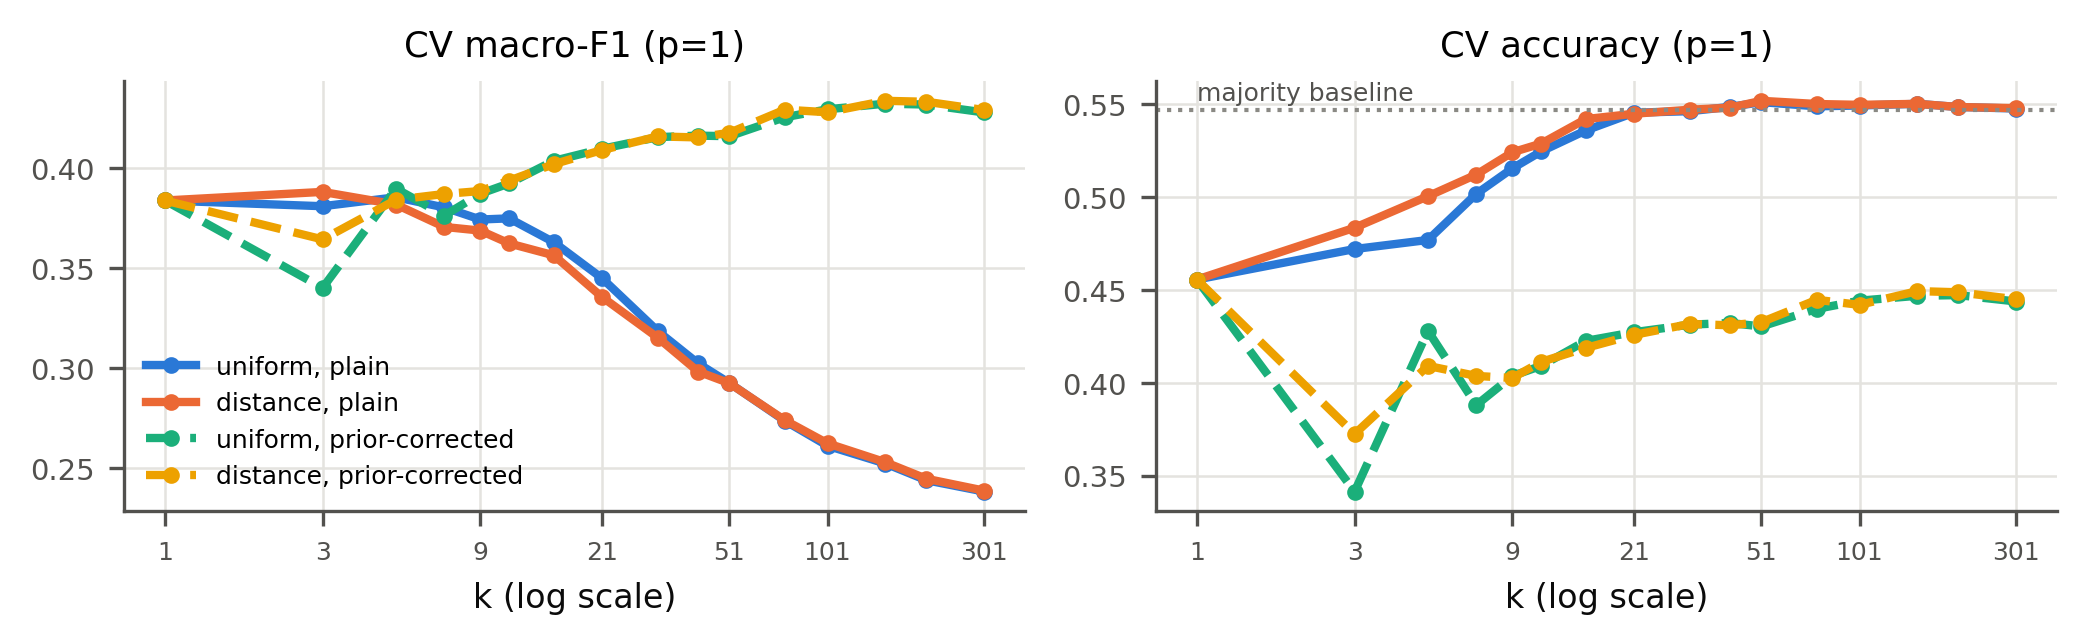 CV macro-F1 (p=1)
0.40
0.35
0.30
0.25
uniform, plain
distance, plain
uniform, prior-corrected
distance, prior-corrected
1 3 9 21 51 101 301
k (log scale)
CV accuracy (p=1)
majority baseline
0.55
0.50
0.45
0.40
0.35
1 3 9 21 51 101 301
k (log scale)